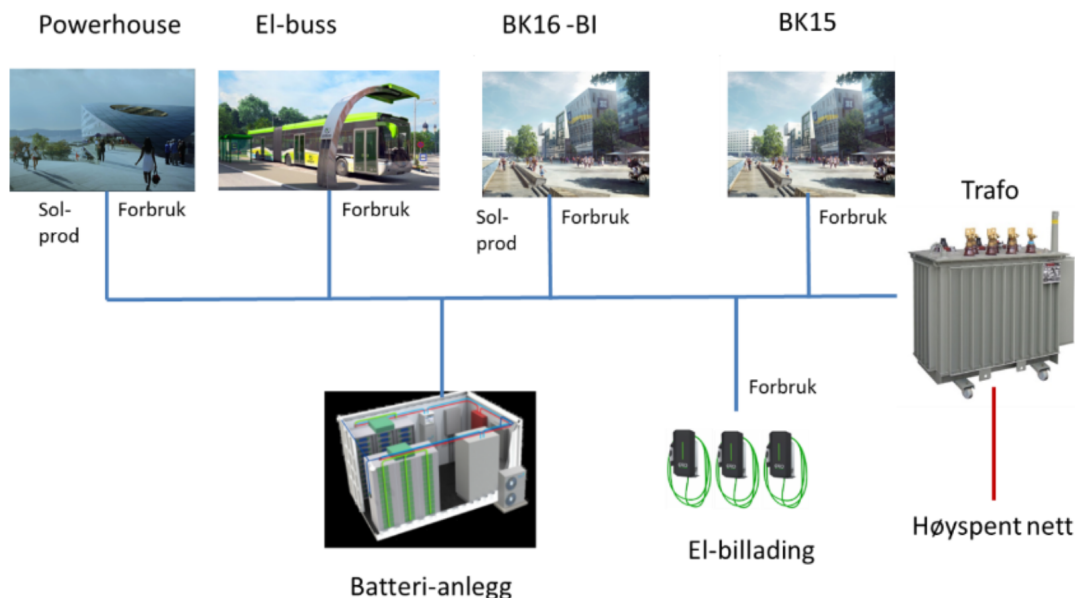 Powerhouse
El-buss
BK16 -BI
BK15
Sol-
prod
Forbruk
Forbruk
Sol-
prod
Forbruk
Forbruk
Trafo
Forbruk
Høyspent nett
El-billading
Batteri-anlegg